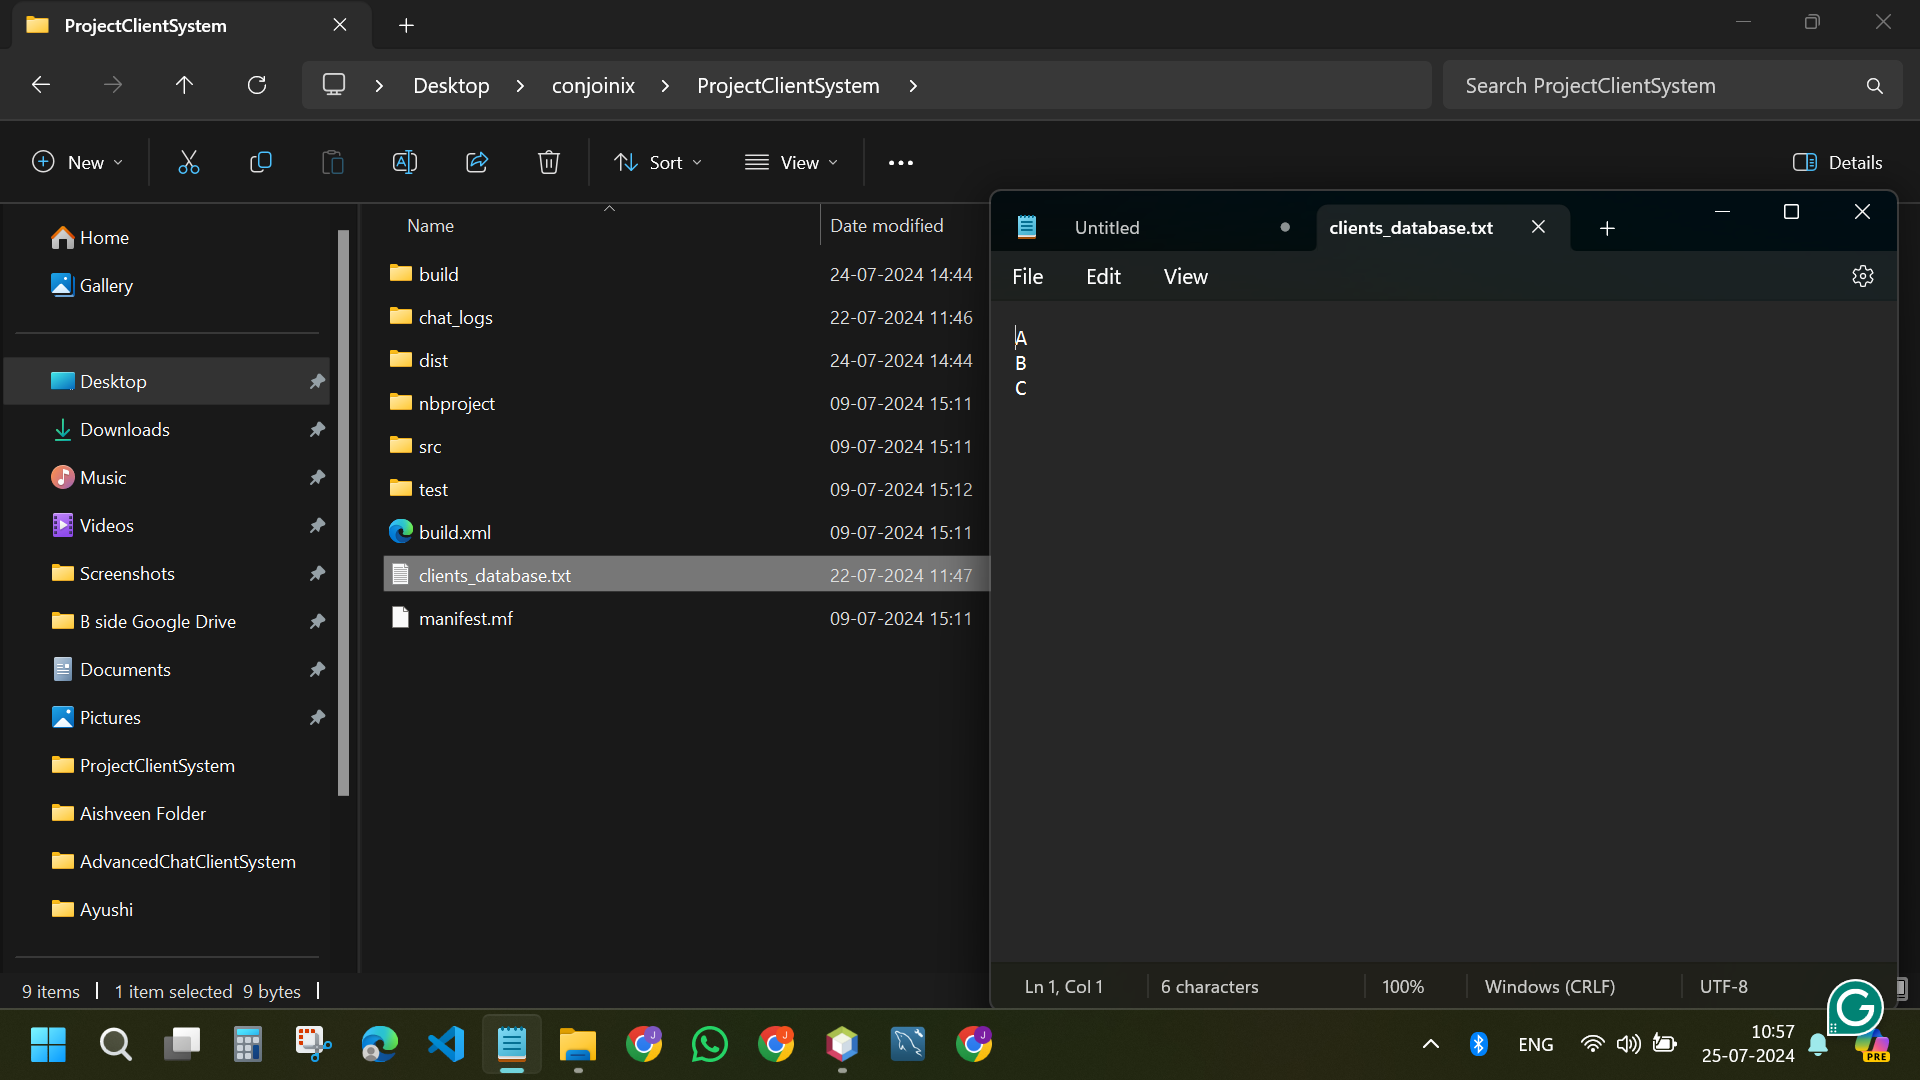 ProjectClientSystem
Desktop > conjoinix > ProjectClientSystem >
Search ProjectClientSystem
New
Sort
View
Details
Home
Gallery
Desktop
Downloads
Music
Videos
Screenshots
B side Google Drive
Documents
Pictures
ProjectClientSystem
Aishveen Folder
AdvancedChatClientSystem
Ayushi
Name Date modified
build 24-07-2024 14:44
chat_logs 22-07-2024 11:46
dist 24-07-2024 14:44
nbproject 09-07-2024 15:11
src 09-07-2024 15:11
test 09-07-2024 15:12
build.xml 09-07-2024 15:11
clients_database.txt 22-07-2024 11:47
manifest.mf 09-07-2024 15:11
Untitled
clients_database.txt
File Edit View
A
B
C
Ln 1, Col 1 6 characters 100% Windows (CRLF) UTF-8
9 items 1 item selected 9 bytes
J
J
J
ENG
10:57
25-07-2024
G
PRE